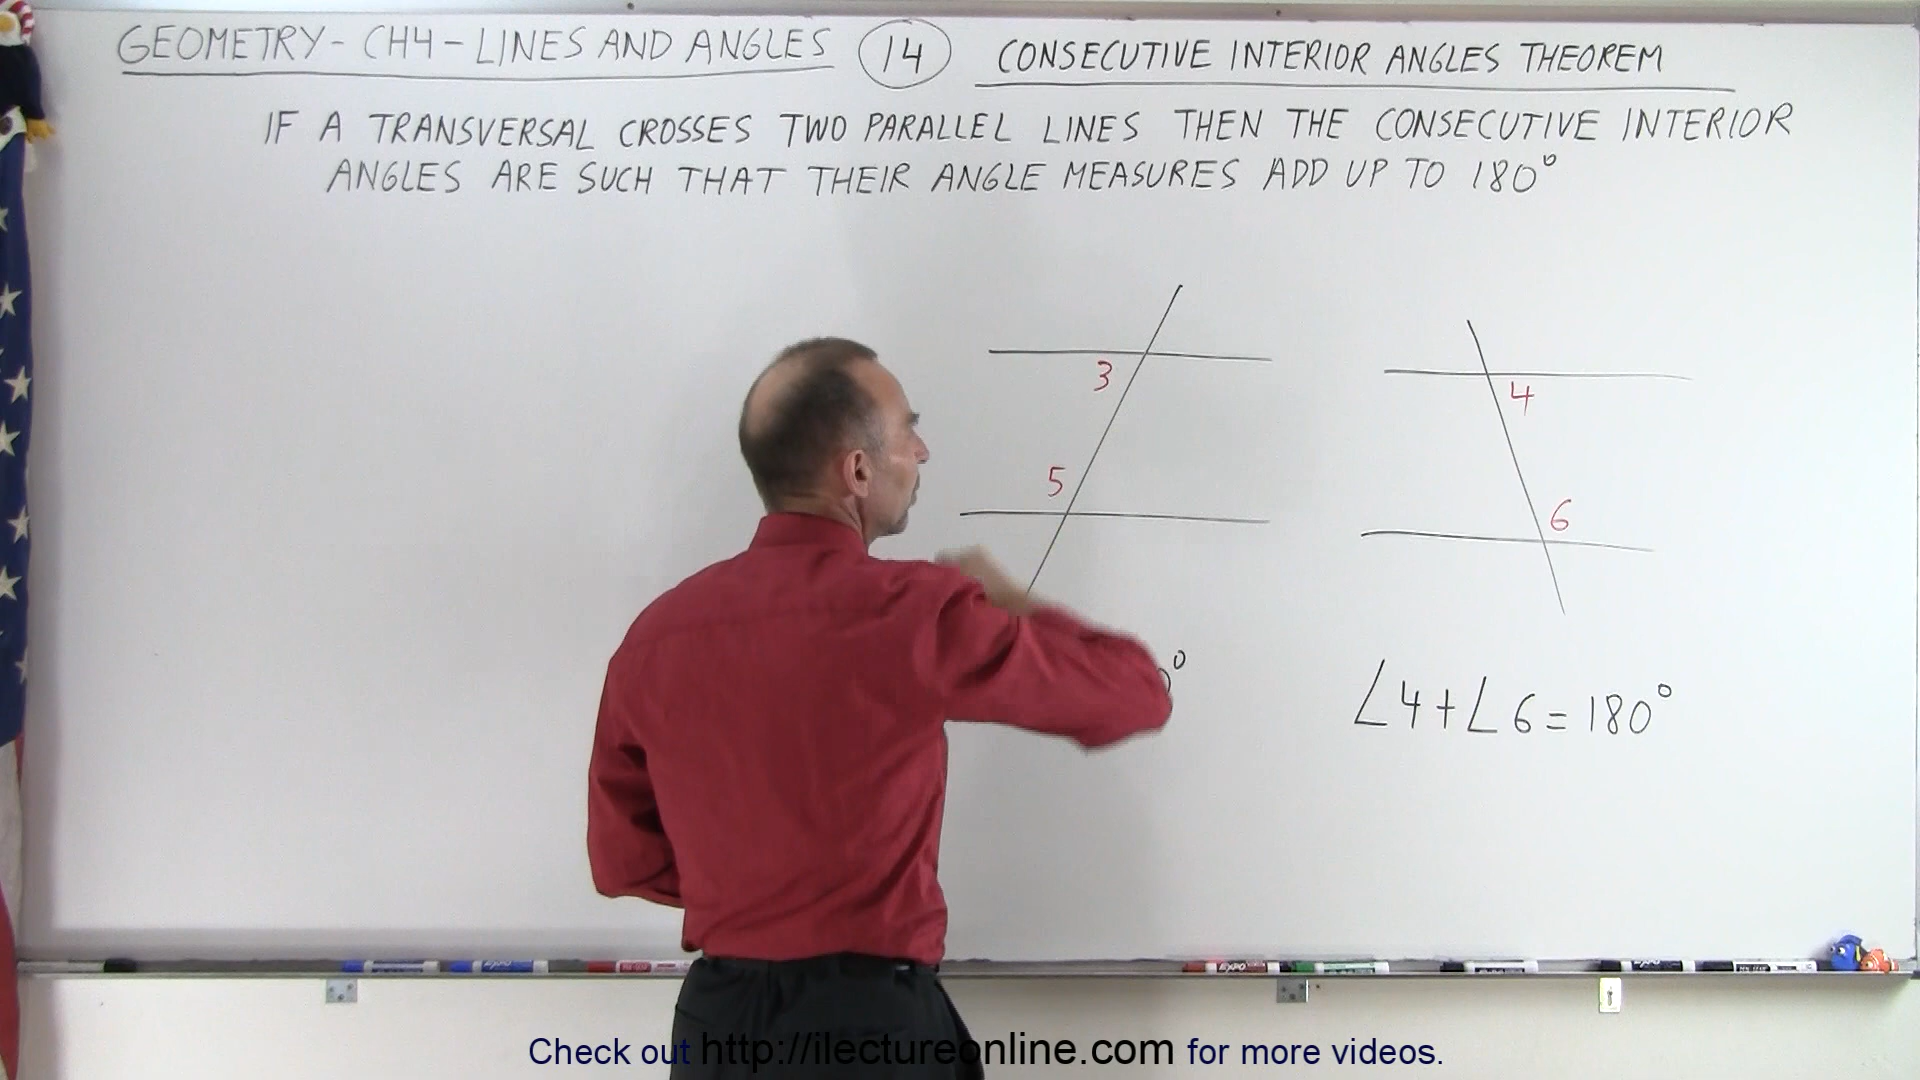 GEOMETRY - CH4 - LINES AND ANGLES 14 CONSECUTIVE INTERIOR ANGLES THEOREM
IF A TRANSVERSAL CROSSES TWO PARALLEL LINES THEN THE CONSECUTIVE INTERIOR
ANGLES ARE SUCH THAT THEIR ANGLE MEASURES ADD UP TO 180°
3
5
4
6
∠4+∠6=180°
EXPO
EXPO
Check out http://ilectureonline.com for more videos.